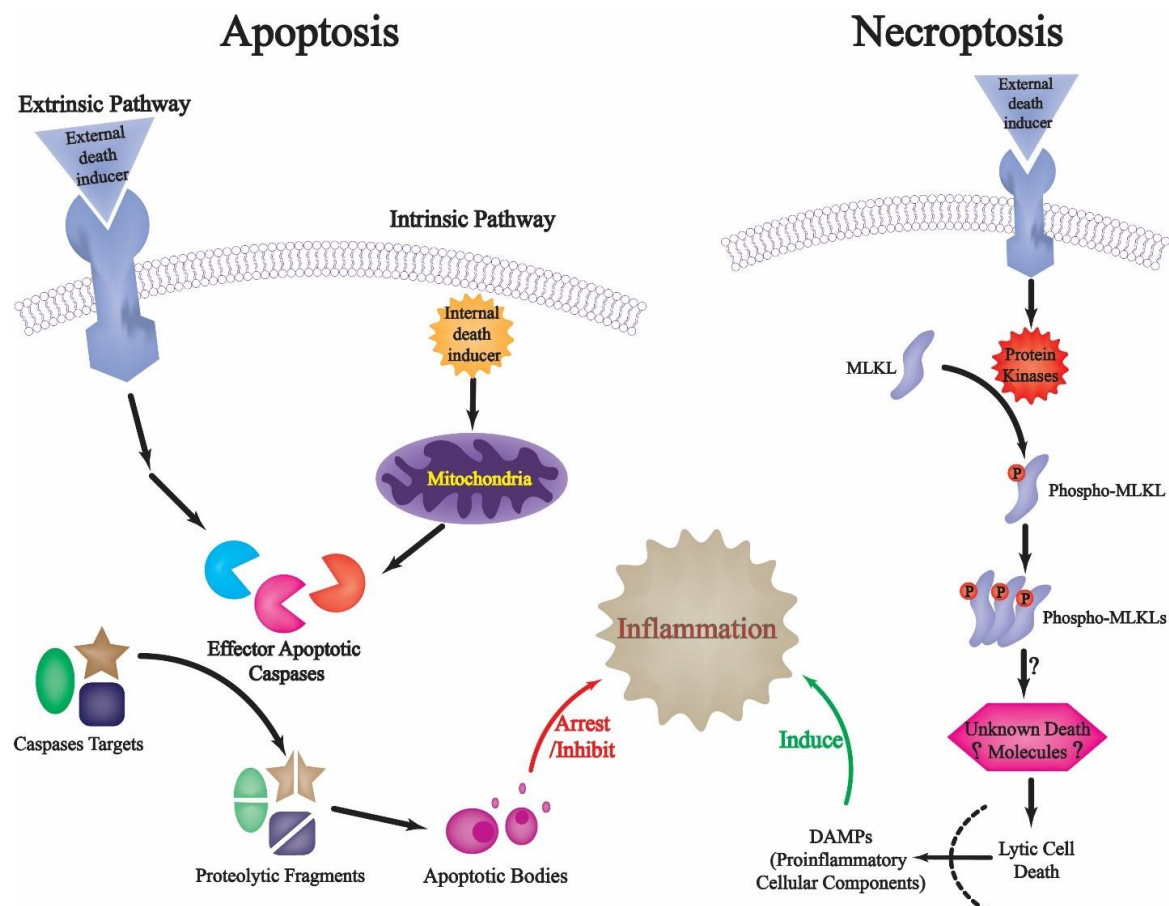 Apoptosis
Necroptosis
Extrinsic Pathway
External
death
inducer
Intrinsic Pathway
Internal
death
inducer
Mitochondria
Effector Apoptotic
Caspases
Caspases Targets
Proteolytic Fragments
Apoptotic Bodies
Arrest
/Inhibit
Inflammation
Induce
External
death
inducer
Protein
Kinases
MLKL
P
Phospho-MLKL
P P P
Phospho-MLKLs
?
Unknown Death
? Molecules ?
Lytic Cell
Death
DAMPs
(Proinflammatory
Cellular Components)